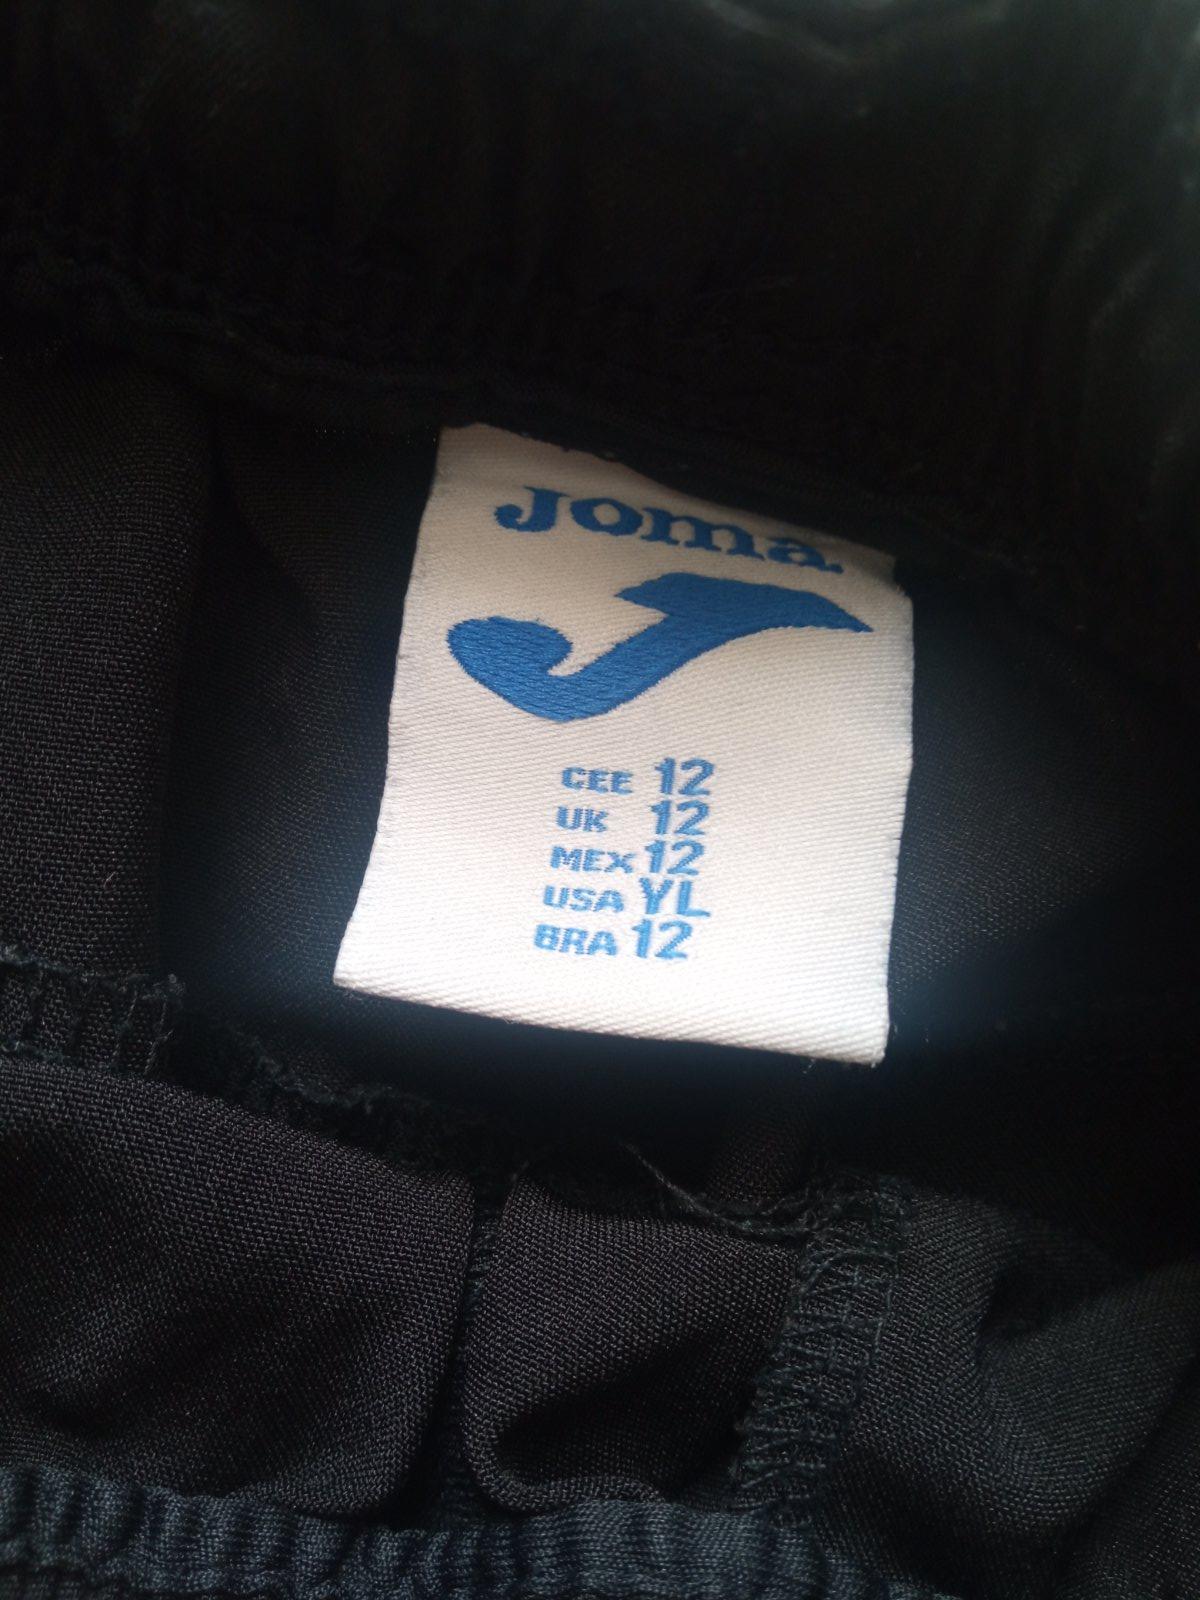 Joma
CEE 12
UK 12
MEX 12
USA YL
BRA 12